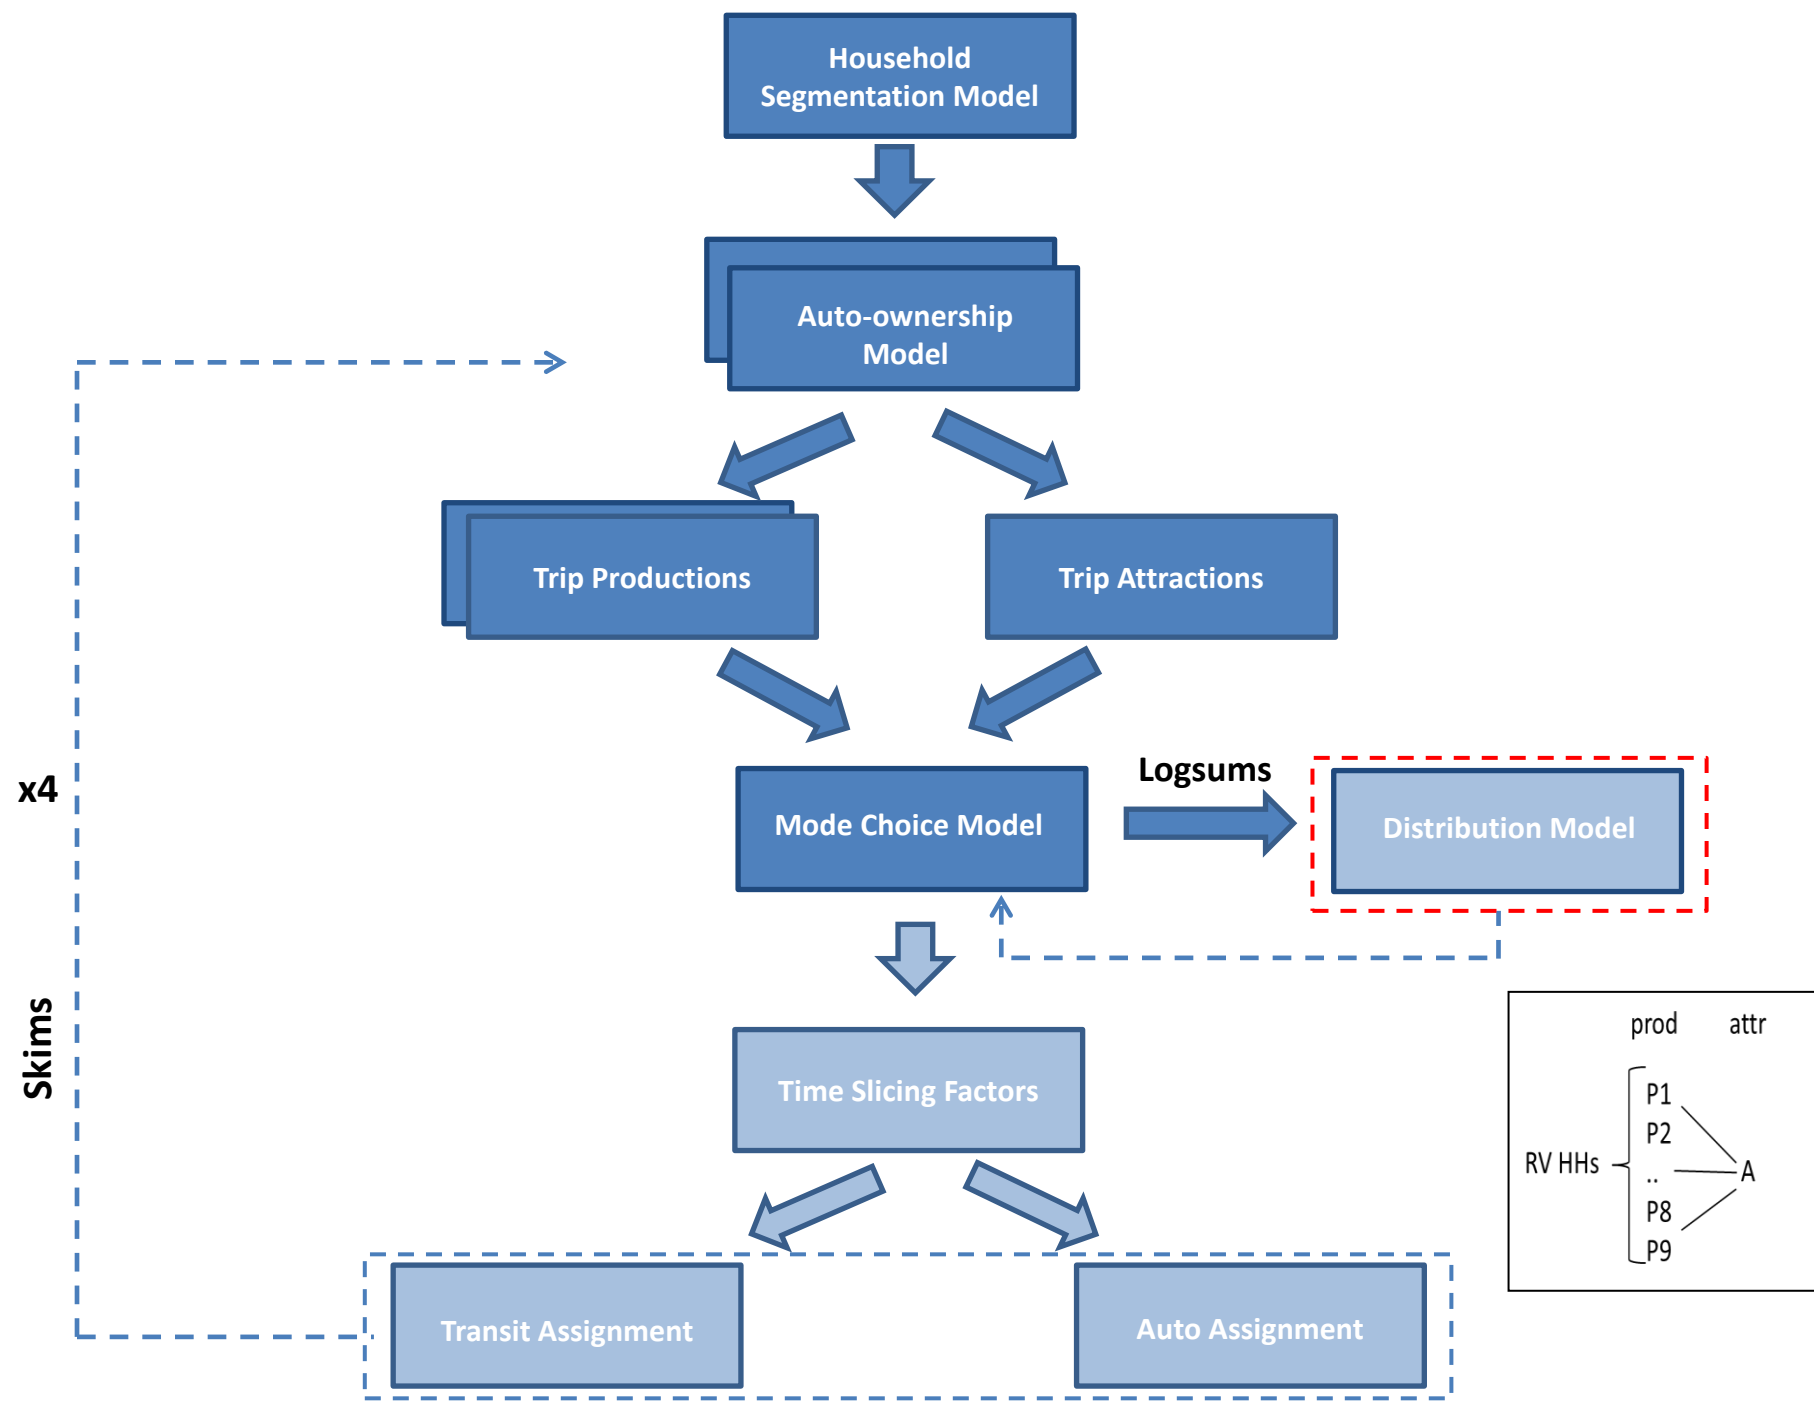 Household
Segmentation Model
Auto-ownership
Model
Trip Productions
Trip Attractions
x4
Skims
Mode Choice Model
Logsums
Distribution Model
Time Slicing Factors
Transit Assignment
Auto Assignment
prod attr
P1
P2
RV HHs
..
A
P8
P9